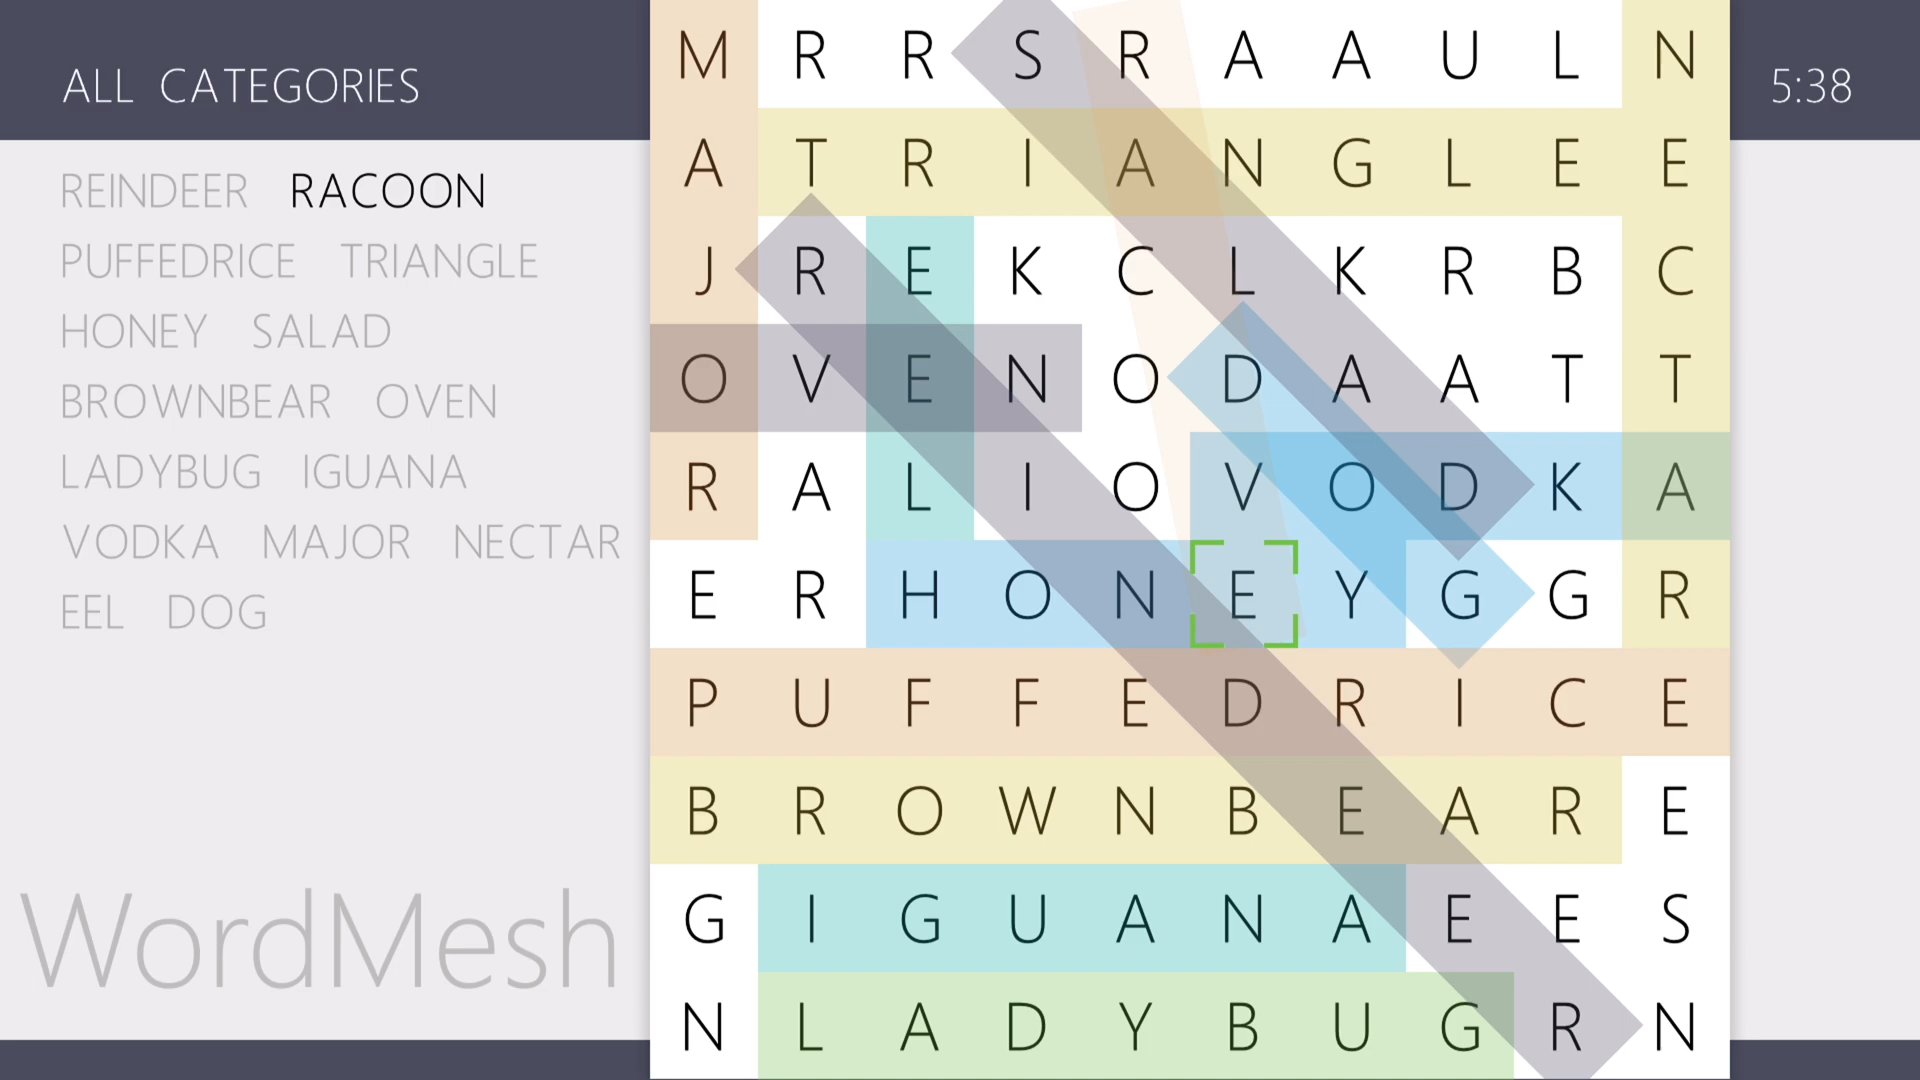 ALL CATEGORIES
5:38
REINDEER RACOON
PUFFEDRICE TRIANGLE
HONEY SALAD
BROWNBEAR OVEN
LADYBUG IGUANA
VODKA MAJOR NECTAR
EEL DOG
WordMesh
M R R S R A A U L N
A T R I A N G L E E
J R E K C L K R B C
O V E N O D A A T T
R A L I O V O D K A
E R H O N E Y G G R
P U F F E D R I C E
B R O W N B E A R E
G I G U A N A E E S
N L A D Y B U G R N